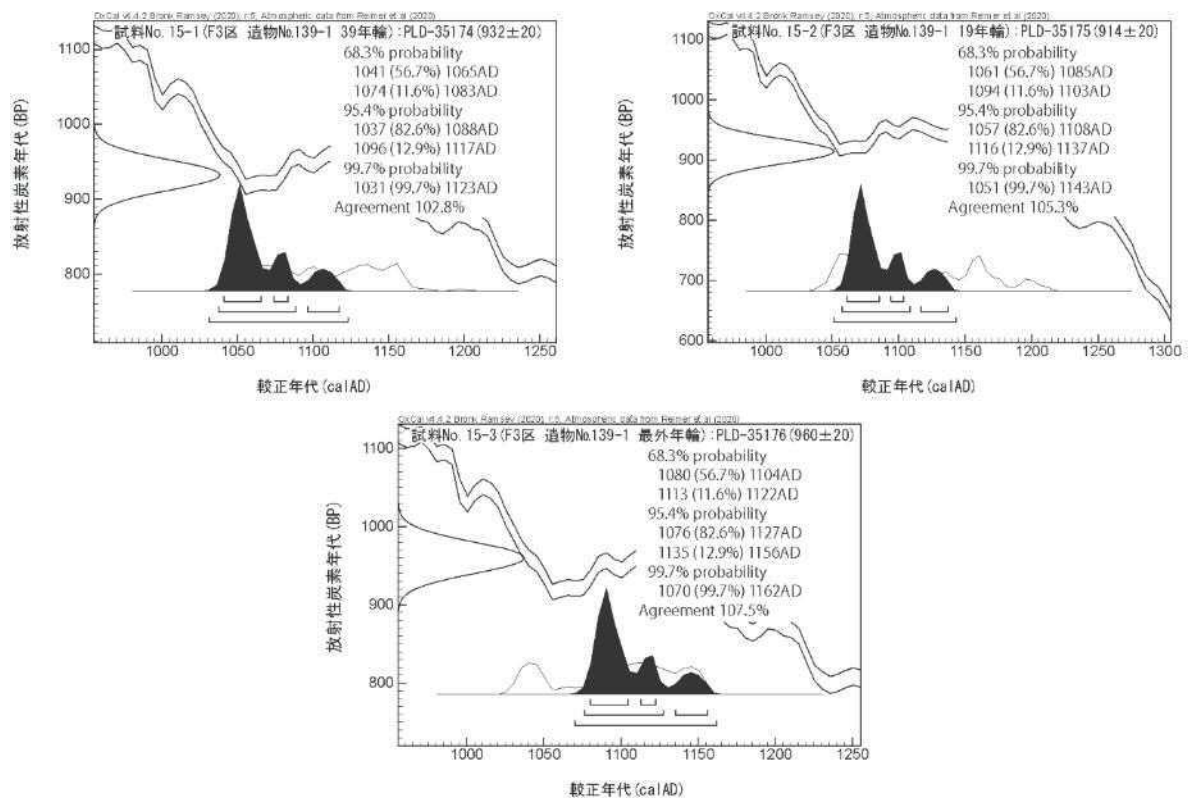 OxCal v4.4.2 Bronk Ramsey (2020); r:5; Atmospheric data from Reimer et al (2020)
試料No. 15-1(F3区 遺物№139-1 39年輪):PLD-35174(932±20)
68.3% probability
1041 (56.7%) 1065AD
1074 (11.6%) 1083AD
95.4% probability
1037 (82.6%) 1088AD
1096 (12.9%) 1117AD
99.7% probability
1031 (99.7%) 1123AD
Agreement 102.8%
放射性炭素年代(BP)
1100
1000
900
800
1000
1050
1100
1150
1200
1250
較正年代(calAD)
OxCal v4.4.2 Bronk Ramsey (2020); r:5; Atmospheric data from Reimer et al (2020)
試料No. 15-2(F3区 遺物№139-1 19年輪):PLD-35175(914±20)
68.3% probability
1061 (56.7%) 1085AD
1094 (11.6%) 1103AD
95.4% probability
1057 (82.6%) 1108AD
1116 (12.9%) 1137AD
99.7% probability
1051 (99.7%) 1143AD
Agreement 105.3%
放射性炭素年代(BP)
1100
1000
900
800
700
600
1000
1050
1100
1150
1200
1250
1300
較正年代(calAD)
OxCal v4.4.2 Bronk Ramsey (2020); r:5; Atmospheric data from Reimer et al (2020)
試料No. 15-3(F3区 遺物№139-1 最外年輪):PLD-35176(960±20)
68.3% probability
1080 (56.7%) 1104AD
1113 (11.6%) 1122AD
95.4% probability
1076 (82.6%) 1127AD
1135 (12.9%) 1156AD
99.7% probability
1070 (99.7%) 1162AD
Agreement 107.5%
放射性炭素年代(BP)
1100
1000
900
800
1000
1050
1100
1150
1200
1250
較正年代(calAD)